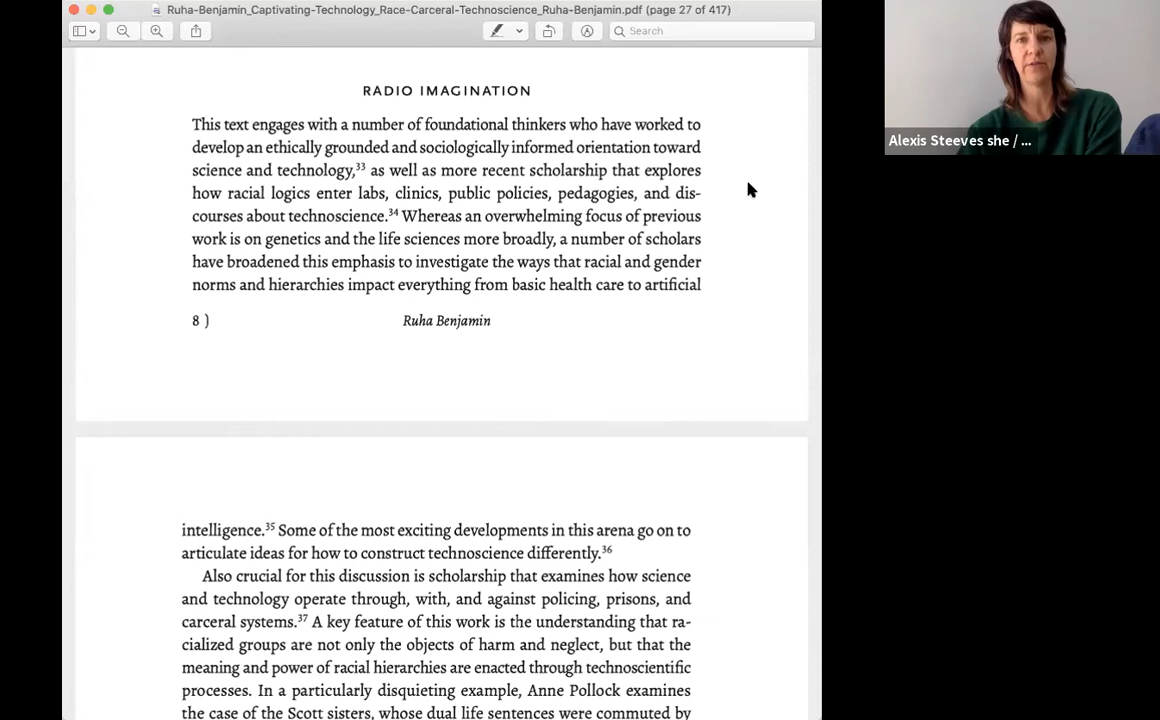 Ruha-Benjamin_Captivating-Technology_Race-Carceral-Technoscience_Ruha-Benjamin.pdf (page 27 of 417)
Search
Alexis Steeves she / ...
RADIO IMAGINATION
This text engages with a number of foundational thinkers who have worked to
develop an ethically grounded and sociologically informed orientation toward
science and technology,33 as well as more recent scholarship that explores
how racial logics enter labs, clinics, public policies, pedagogies, and dis-
courses about technoscience.34 Whereas an overwhelming focus of previous
work is on genetics and the life sciences more broadly, a number of scholars
have broadened this emphasis to investigate the ways that racial and gender
norms and hierarchies impact everything from basic health care to artificial
8 ) Ruha Benjamin
intelligence.35 Some of the most exciting developments in this arena go on to
articulate ideas for how to construct technoscience differently.36
Also crucial for this discussion is scholarship that examines how science
and technology operate through, with, and against policing, prisons, and
carceral systems.37 A key feature of this work is the understanding that ra-
cialized groups are not only the objects of harm and neglect, but that the
meaning and power of racial hierarchies are enacted through technoscientific
processes. In a particularly disquieting example, Anne Pollock examines
the case of the Scott sisters, whose dual life sentences were commuted by